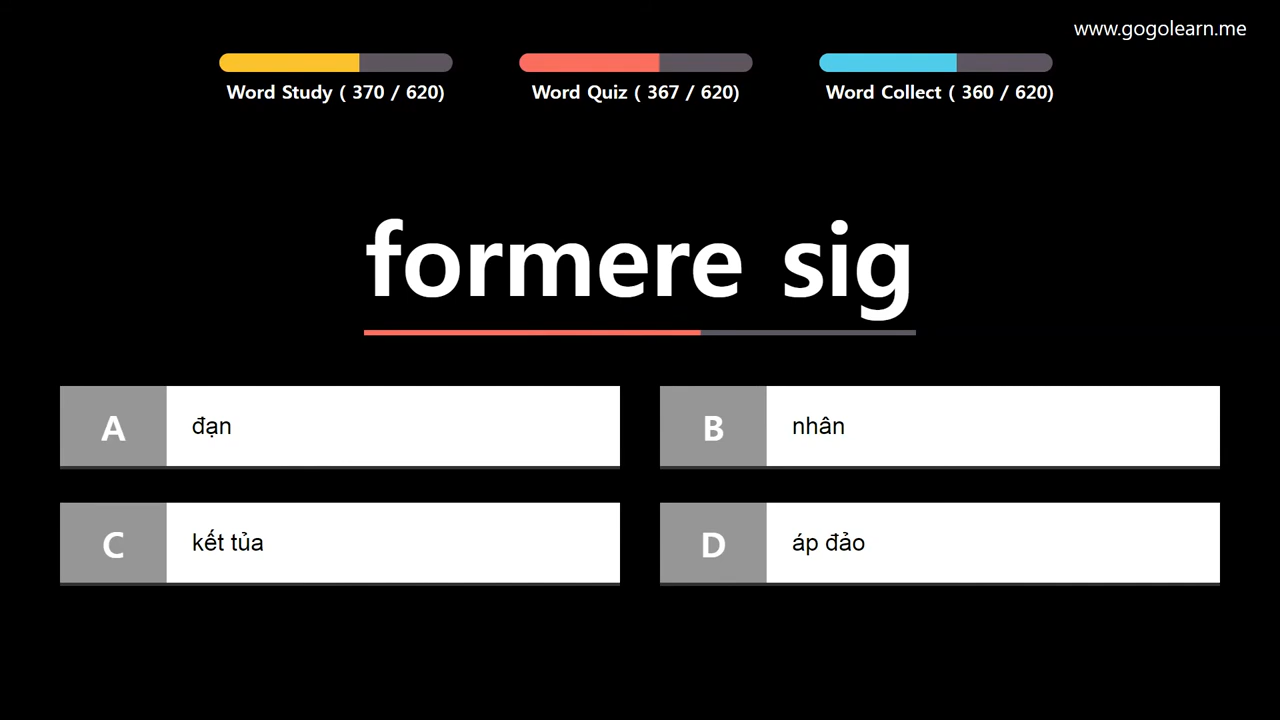 www.gogolearn.me
Word Study ( 370 / 620)
Word Quiz ( 367 / 620)
Word Collect ( 360 / 620)
formere sig
A
đạn
B
nhân
C
kết tủa
D
áp đảo